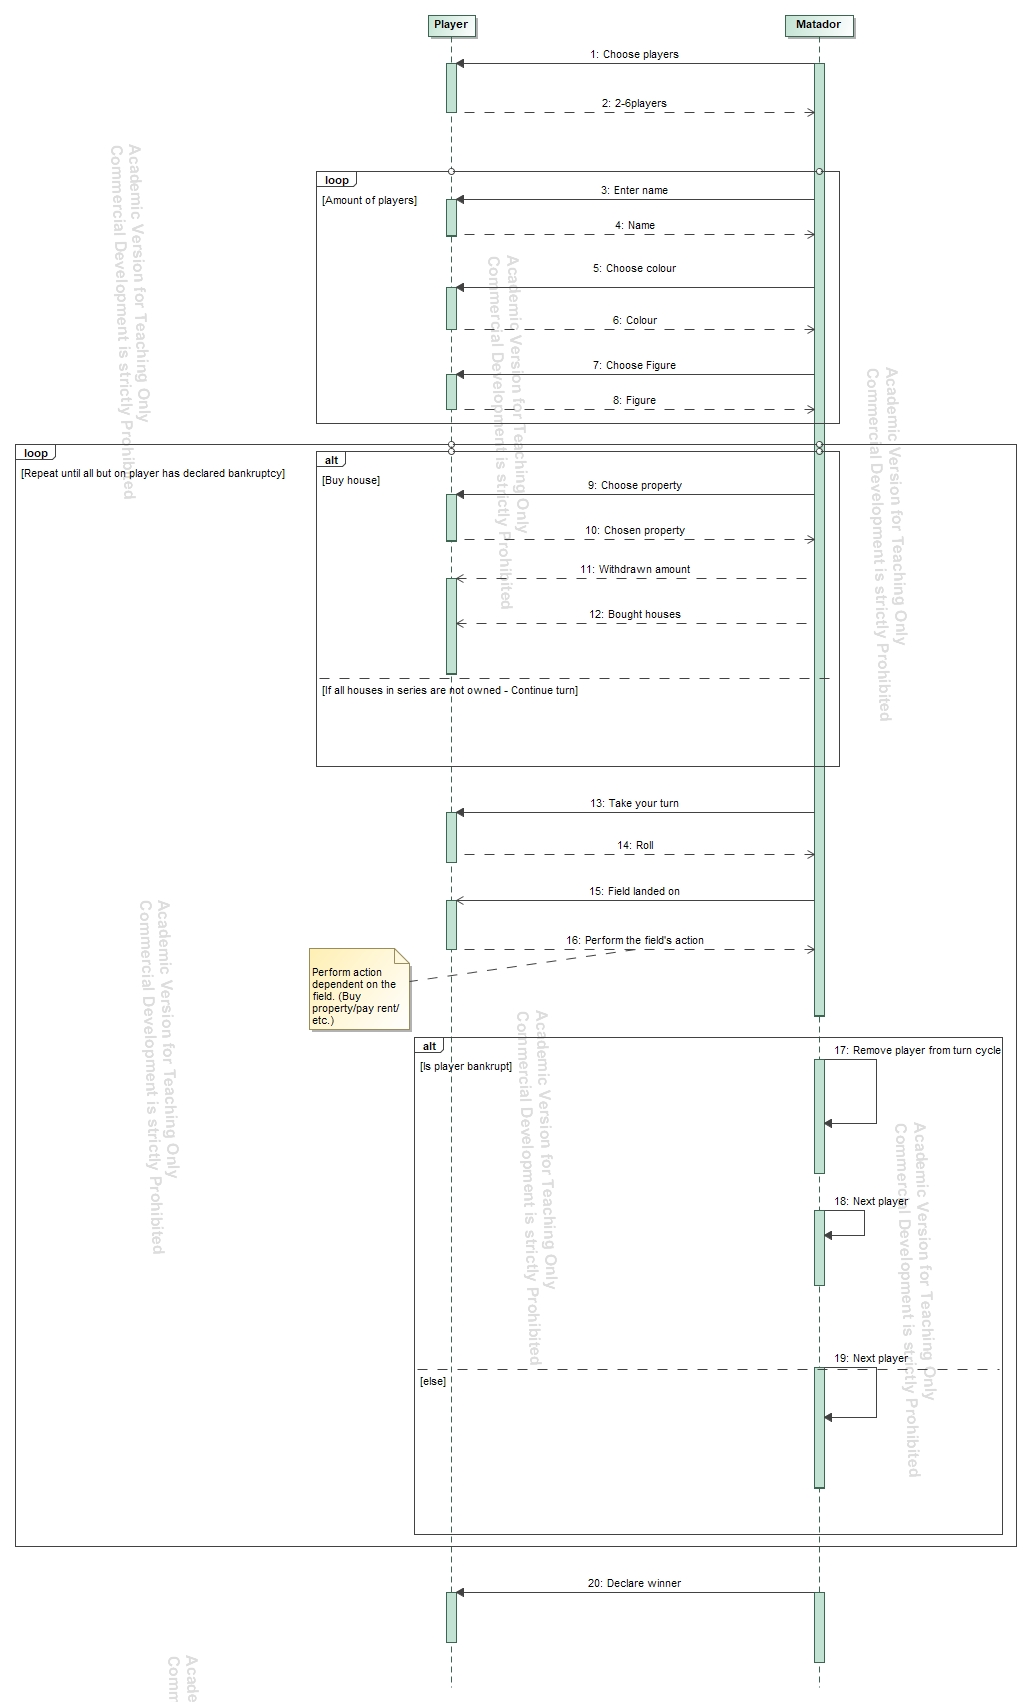 Player
Matador
1: Choose players
2: 2-6players
loop
[Amount of players]
3: Enter name
4: Name
5: Choose colour
6: Colour
7: Choose Figure
8: Figure
loop
[Repeat until all but on player has declared bankruptcy]
alt
[Buy house]
9: Choose property
10: Chosen property
11: Withdrawn amount
12: Bought houses
[If all houses in series are not owned - Continue turn]
13: Take your turn
14: Roll
15: Field landed on
16: Perform the field's action
Perform action
dependent on the
field. (Buy
property/pay rent/
etc.)
alt
[Is player bankrupt]
17: Remove player from turn cycle
18: Next player
19: Next player
[else]
20: Declare winner
Academic Version for Teaching Only
Commercial Development is strictly Prohibited
Academic Version for Teaching Only
Commercial Development is strictly Prohibited
Academic Version for Teaching Only
Commercial Development is strictly Prohibited
Academic Version for Teaching Only
Commercial Development is strictly Prohibited
Academic Version for Teaching Only
Commercial Development is strictly Prohibited
Academic Version for Teaching Only
Commercial Development is strictly Prohibited
Acade
Comm